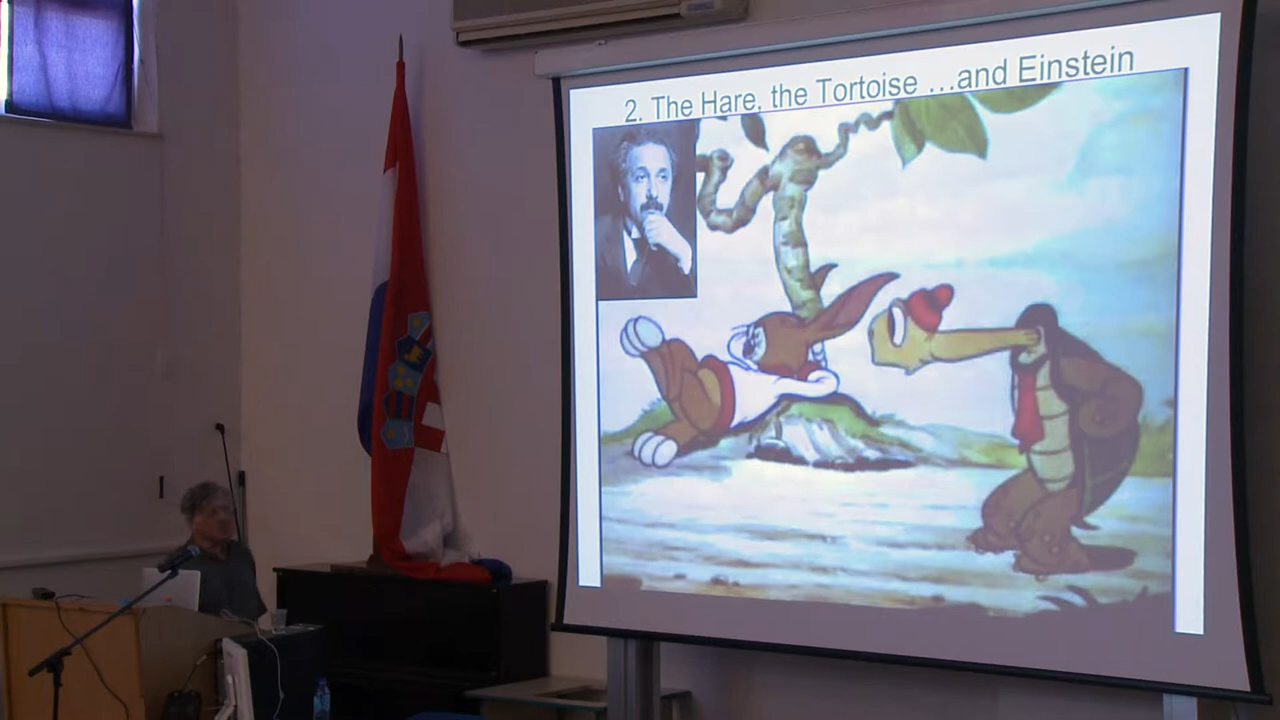 2. The Hare, the Tortoise ...and Einstein